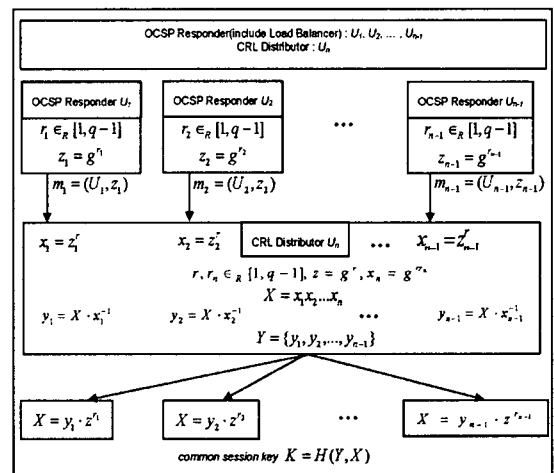 OCSP Responder(include Load Balancer) : U₁, U₂, ... , Uₙ₋₁
CRL Distributor : Uₙ
OCSP Responder U₁ OCSP Responder U₂ ... OCSP Responder Uₙ₋₁
r₁ ∈_R [1, q − 1] r₂ ∈_R [1, q − 1] rₙ₋₁ ∈_R [1, q − 1]
z₁ = g^{r₁} z₂ = g^{r₂} zₙ₋₁ = g^{rₙ₋₁}
m₁ = (U₁, z₁) m₂ = (U₂, z₂) mₙ₋₁ = (Uₙ₋₁, zₙ₋₁)
x₁ = z₁^r x₂ = z₂^r CRL Distributor Uₙ ... xₙ₋₁ = zₙ₋₁^r
r, rₙ ∈_R [1, q − 1], z = g^r, xₙ = g^{rrₙ}
X = x₁x₂...xₙ
y₁ = X · x₁⁻¹ y₂ = X · x₂⁻¹ ... yₙ₋₁ = X · xₙ₋₁⁻¹
Y = {y₁, y₂, ..., yₙ₋₁}
X = y₁ · z^{r₁} X = y₂ · z^{r₂} ... X = yₙ₋₁ · z^{rₙ₋₁}
common session key K = H(Y, X)